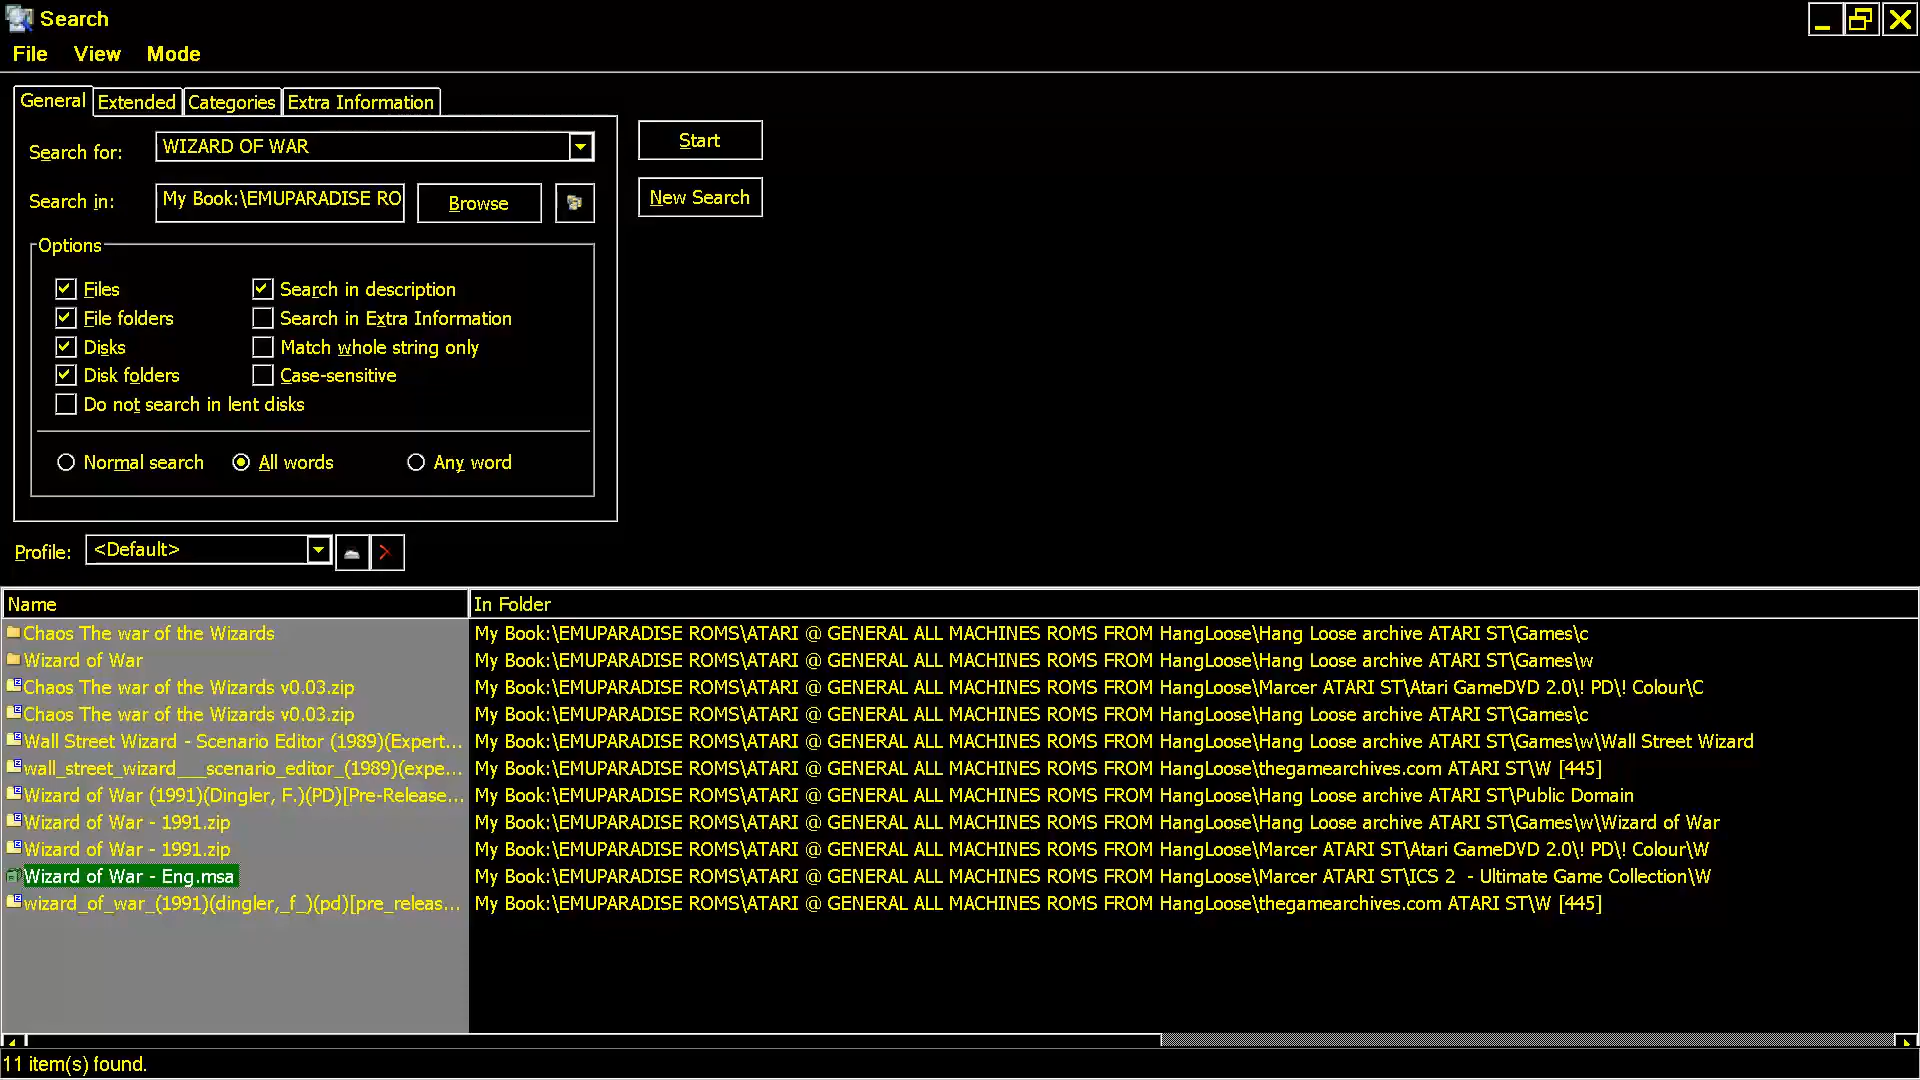 Search
File View Mode
General Extended Categories Extra Information
Search for: WIZARD OF WAR
Start
Search in: My Book:\EMUPARADISE RO Browse
New Search
Options
Files Search in description
File folders Search in Extra Information
Disks Match whole string only
Disk folders Case-sensitive
Do not search in lent disks
Normal search All words Any word
Profile: <Default>
Name In Folder
Chaos The war of the Wizards My Book:\EMUPARADISE ROMS\ATARI @ GENERAL ALL MACHINES ROMS FROM HangLoose\Hang Loose archive ATARI ST\Games\c
Wizard of War My Book:\EMUPARADISE ROMS\ATARI @ GENERAL ALL MACHINES ROMS FROM HangLoose\Hang Loose archive ATARI ST\Games\w
Chaos The war of the Wizards v0.03.zip My Book:\EMUPARADISE ROMS\ATARI @ GENERAL ALL MACHINES ROMS FROM HangLoose\Marcer ATARI ST\Atari GameDVD 2.0\! PD\! Colour\C
Chaos The war of the Wizards v0.03.zip My Book:\EMUPARADISE ROMS\ATARI @ GENERAL ALL MACHINES ROMS FROM HangLoose\Hang Loose archive ATARI ST\Games\c
Wall Street Wizard - Scenario Editor (1989)(Expert... My Book:\EMUPARADISE ROMS\ATARI @ GENERAL ALL MACHINES ROMS FROM HangLoose\Hang Loose archive ATARI ST\Games\w\Wall Street Wizard
wall_street_wizard___scenario_editor_(1989)(expe... My Book:\EMUPARADISE ROMS\ATARI @ GENERAL ALL MACHINES ROMS FROM HangLoose\thegamearchives.com ATARI ST\W [445]
Wizard of War (1991)(Dingler, F.)(PD)[Pre-Release... My Book:\EMUPARADISE ROMS\ATARI @ GENERAL ALL MACHINES ROMS FROM HangLoose\Hang Loose archive ATARI ST\Public Domain
Wizard of War - 1991.zip My Book:\EMUPARADISE ROMS\ATARI @ GENERAL ALL MACHINES ROMS FROM HangLoose\Hang Loose archive ATARI ST\Games\w\Wizard of War
Wizard of War - 1991.zip My Book:\EMUPARADISE ROMS\ATARI @ GENERAL ALL MACHINES ROMS FROM HangLoose\Marcer ATARI ST\Atari GameDVD 2.0\! PD\! Colour\W
Wizard of War - Eng.msa My Book:\EMUPARADISE ROMS\ATARI @ GENERAL ALL MACHINES ROMS FROM HangLoose\Marcer ATARI ST\ICS 2  - Ultimate Game Collection\W
wizard_of_war_(1991)(dingler,_f_)(pd)[pre_releas... My Book:\EMUPARADISE ROMS\ATARI @ GENERAL ALL MACHINES ROMS FROM HangLoose\thegamearchives.com ATARI ST\W [445]
11 item(s) found.